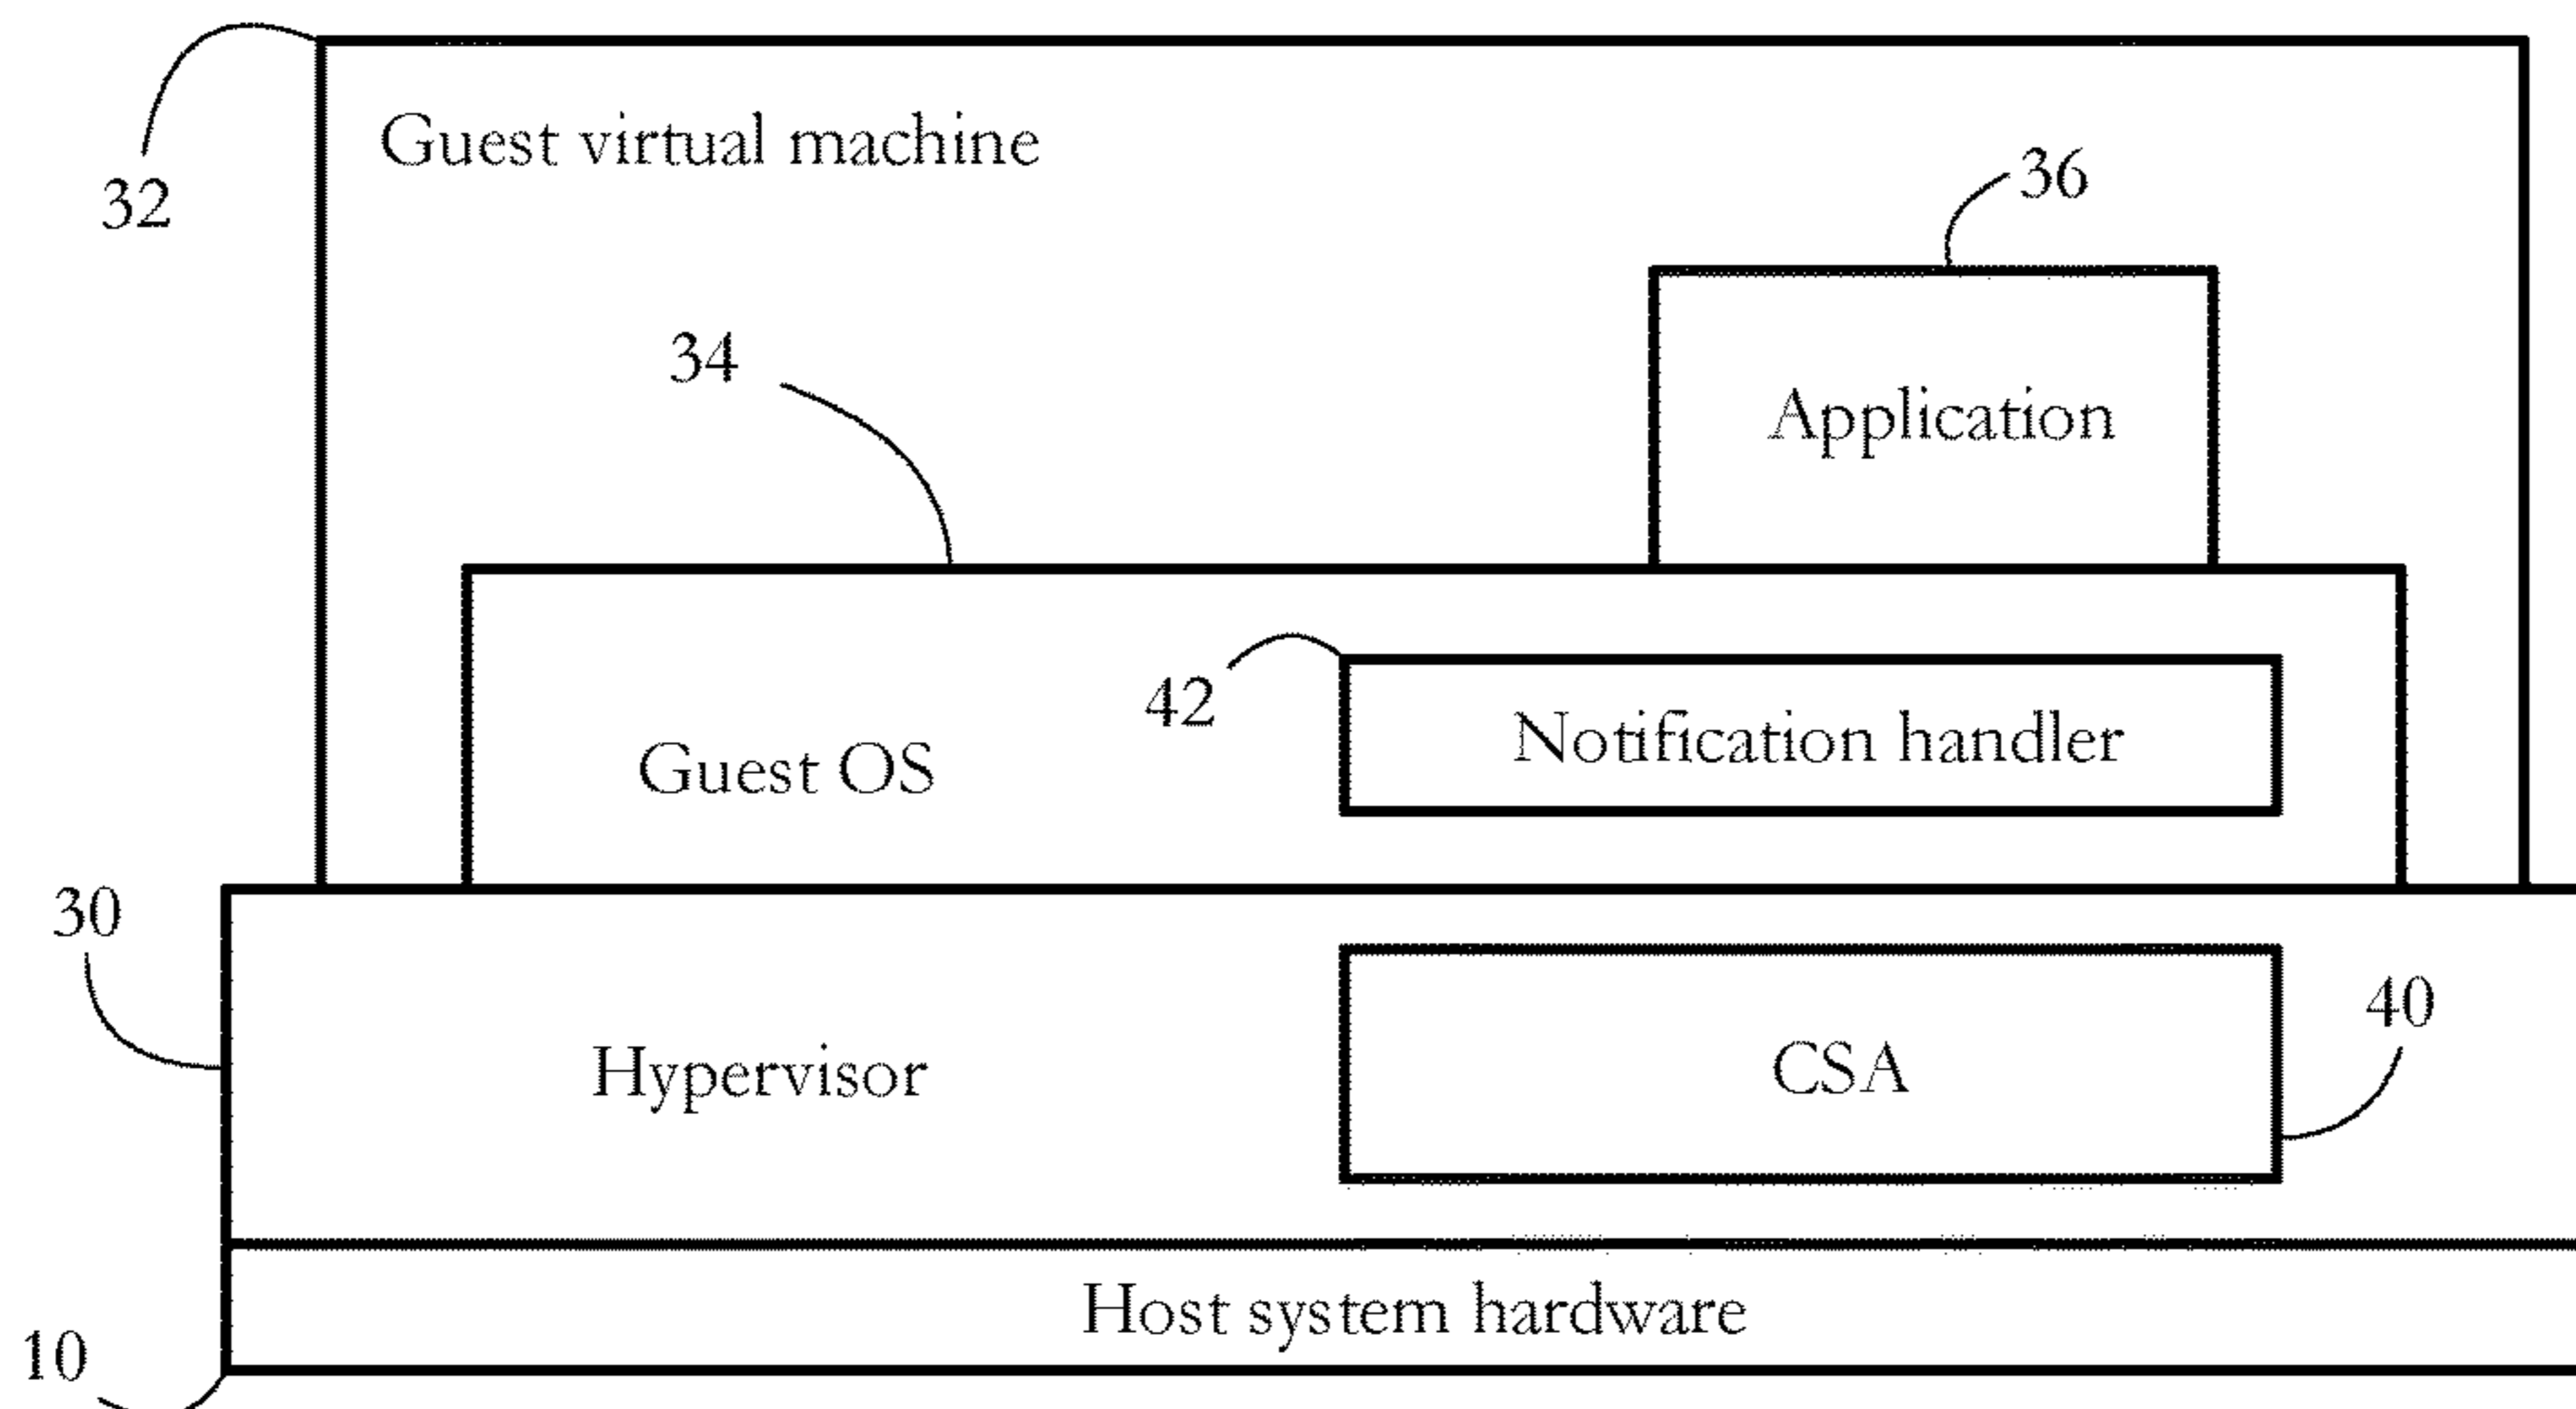 Guest virtual machine
32
36
34
Application
42
Notification handler
Guest OS
30
40
Hypervisor
CSA
Host system hardware
10